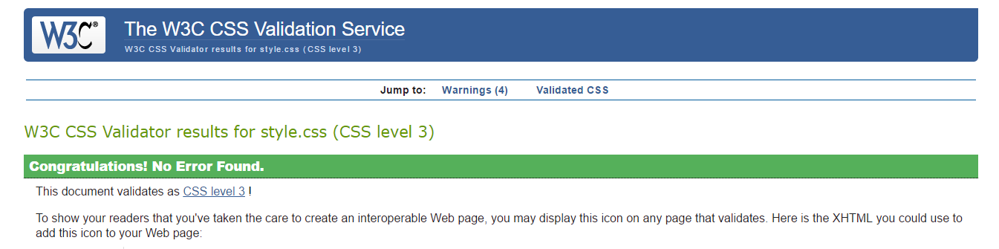 W3C®
The W3C CSS Validation Service
W3C CSS Validator results for style.css (CSS level 3)
Jump to: Warnings (4) Validated CSS
W3C CSS Validator results for style.css (CSS level 3)
Congratulations! No Error Found.
This document validates as CSS level 3 !
To show your readers that you've taken the care to create an interoperable Web page, you may display this icon on any page that validates. Here is the XHTML you could use to
add this icon to your Web page: